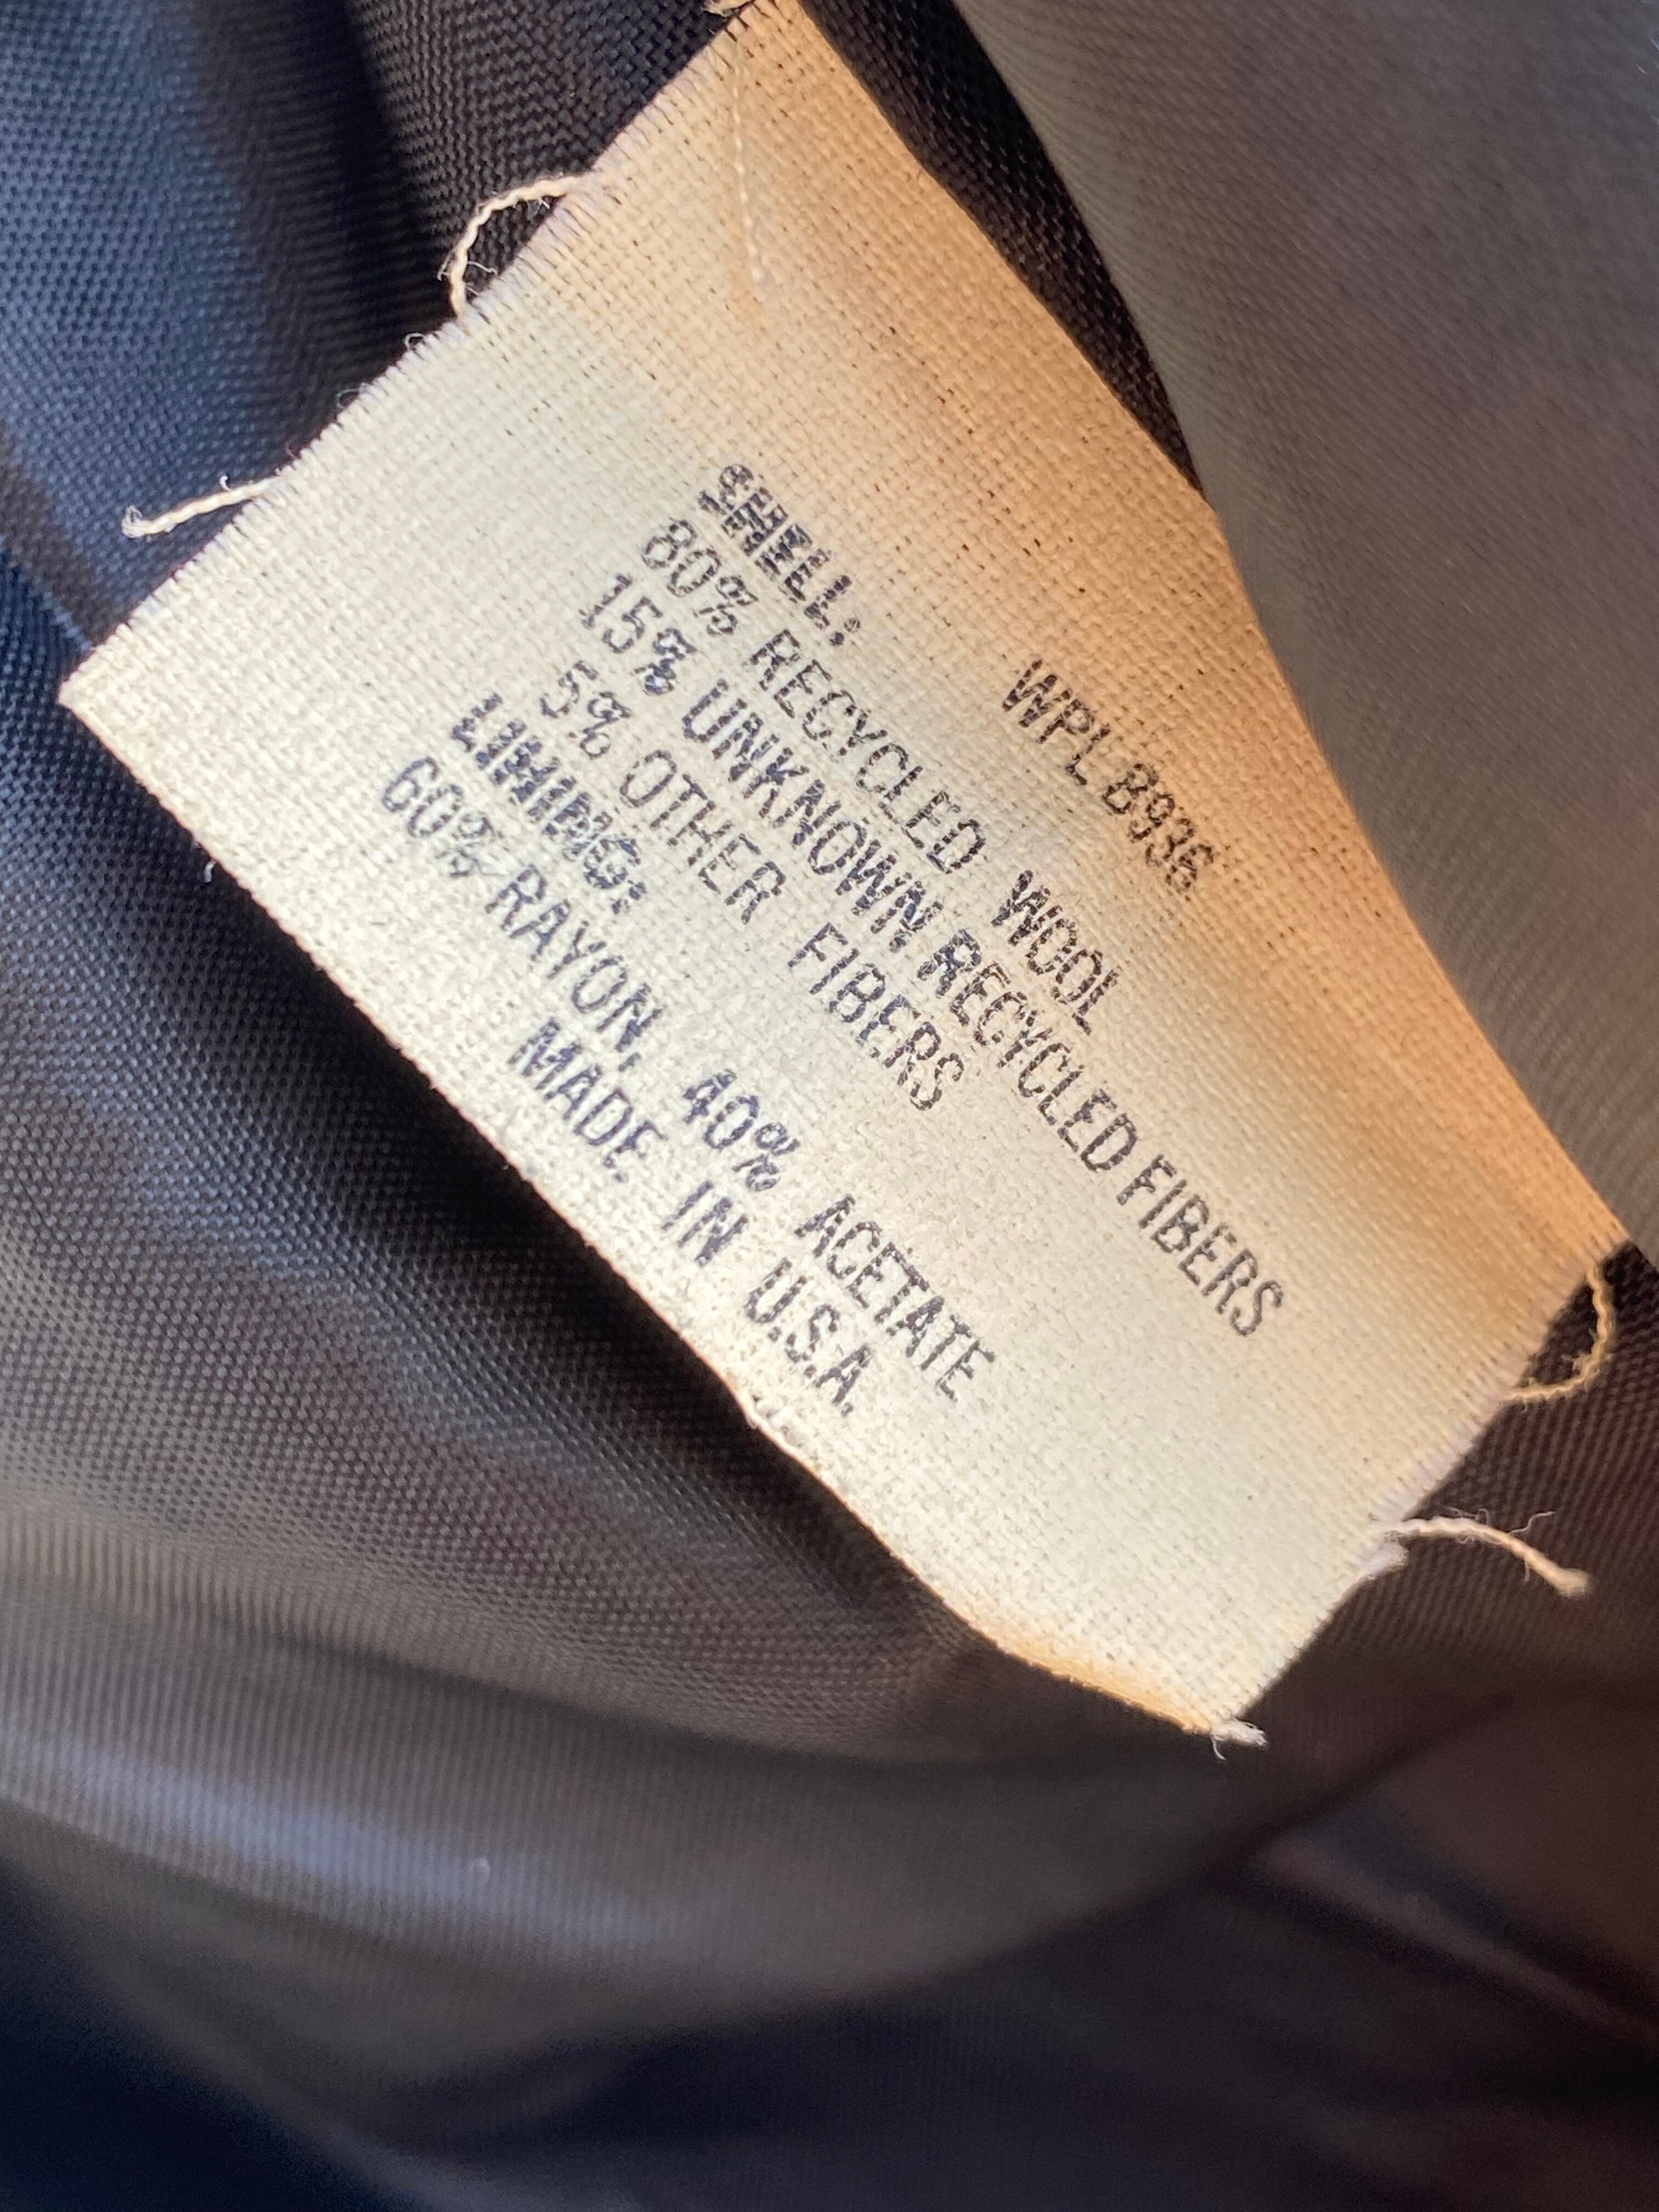 WPL 8936
SHELL:
80% RECYCLED WOOL
15% UNKNOWN RECYCLED FIBERS
5% OTHER FIBERS
LINING:
60% RAYON, 40% ACETATE
MADE IN U.S.A.